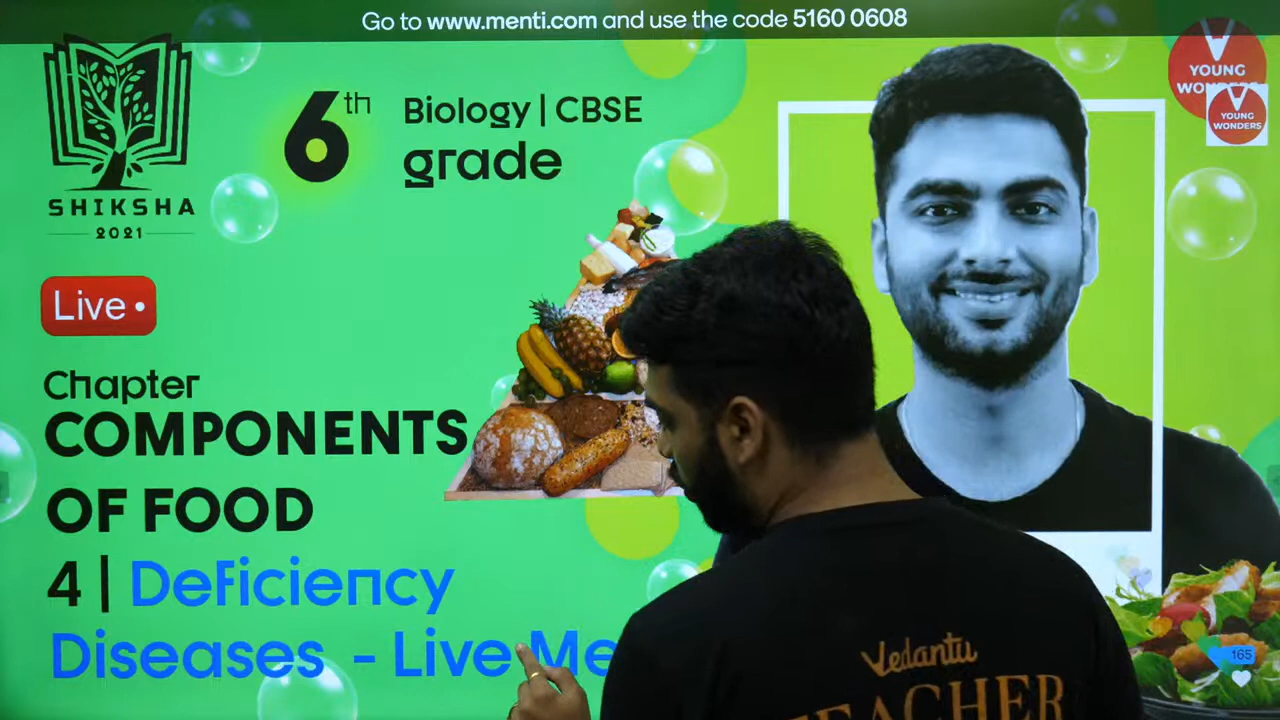 Go to www.menti.com and use the code 5160 0608
SHIKSHA
2021
6th
Biology | CBSE
grade
YOUNG
WONDERS
YOUNG
WONDERS
Live
Chapter
COMPONENTS
OF FOOD
4 | Deficiency
Diseases - Live Me
Vedantu
TEACHER
165